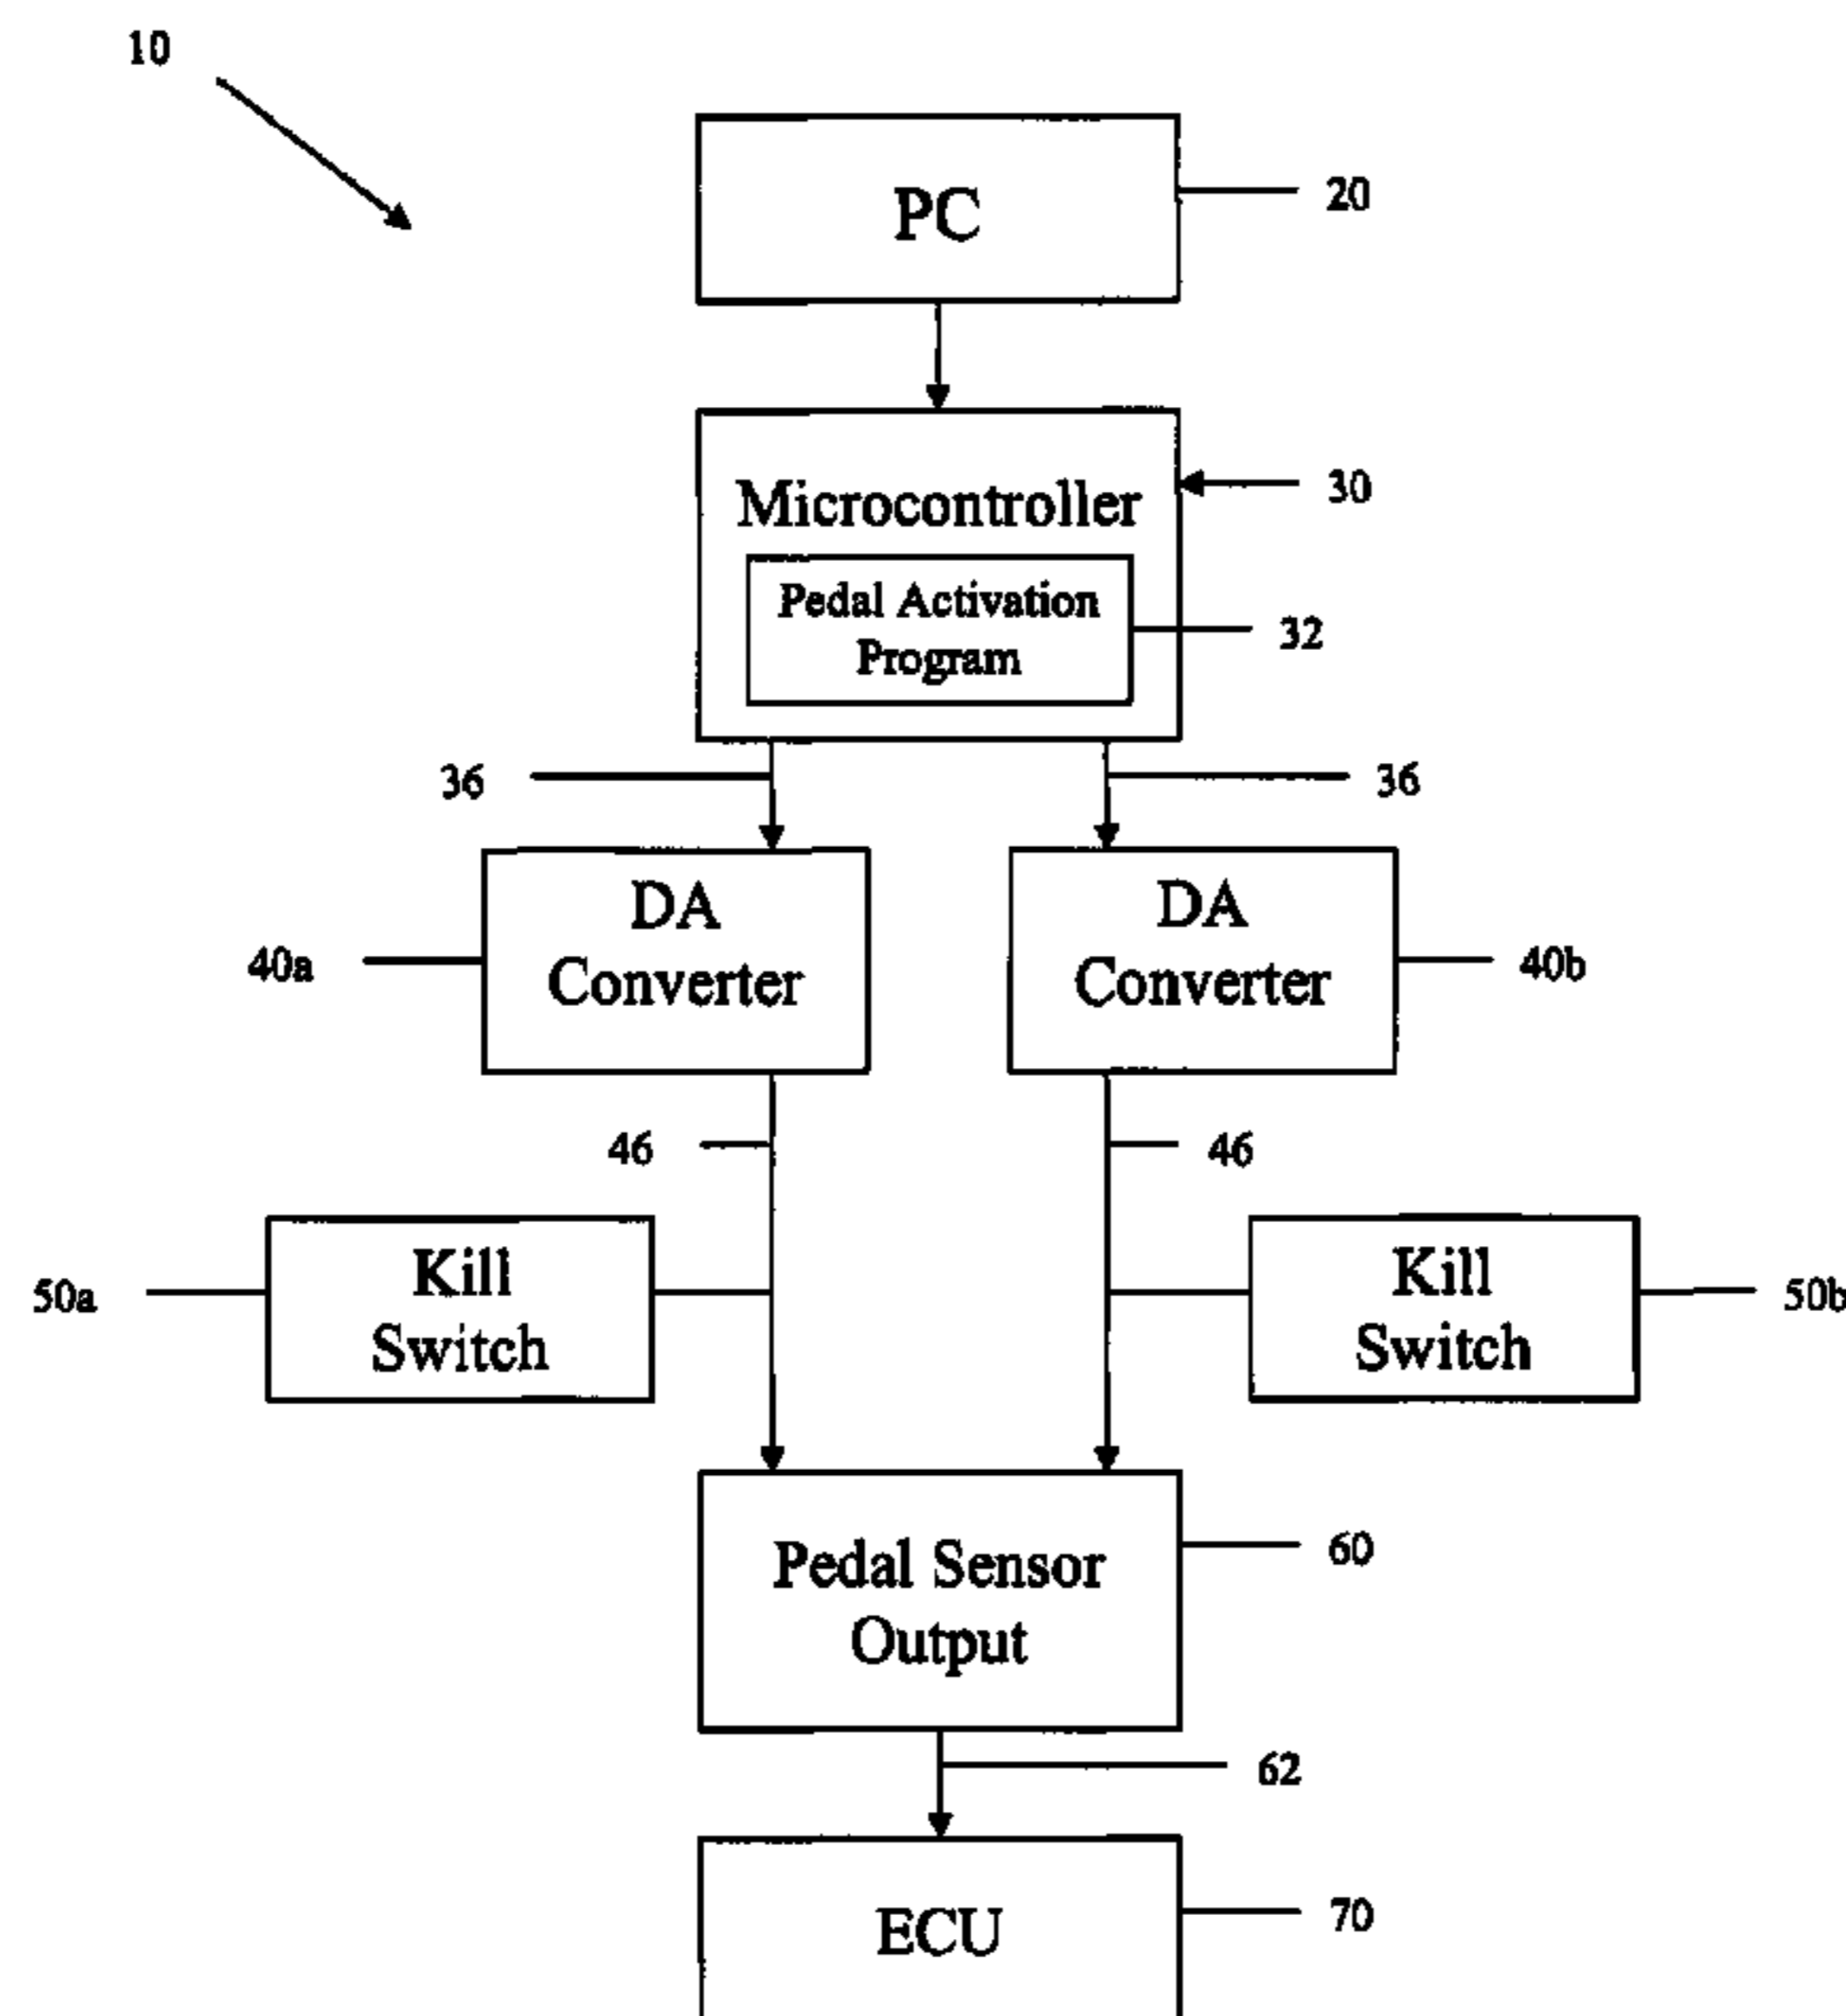 10
PC
20
Microcontroller
30
Pedal Activation
Program
32
36
36
DA
Converter
40a
DA
Converter
40b
46
46
Kill
Switch
50a
Kill
Switch
50b
Pedal Sensor
Output
60
62
ECU
70